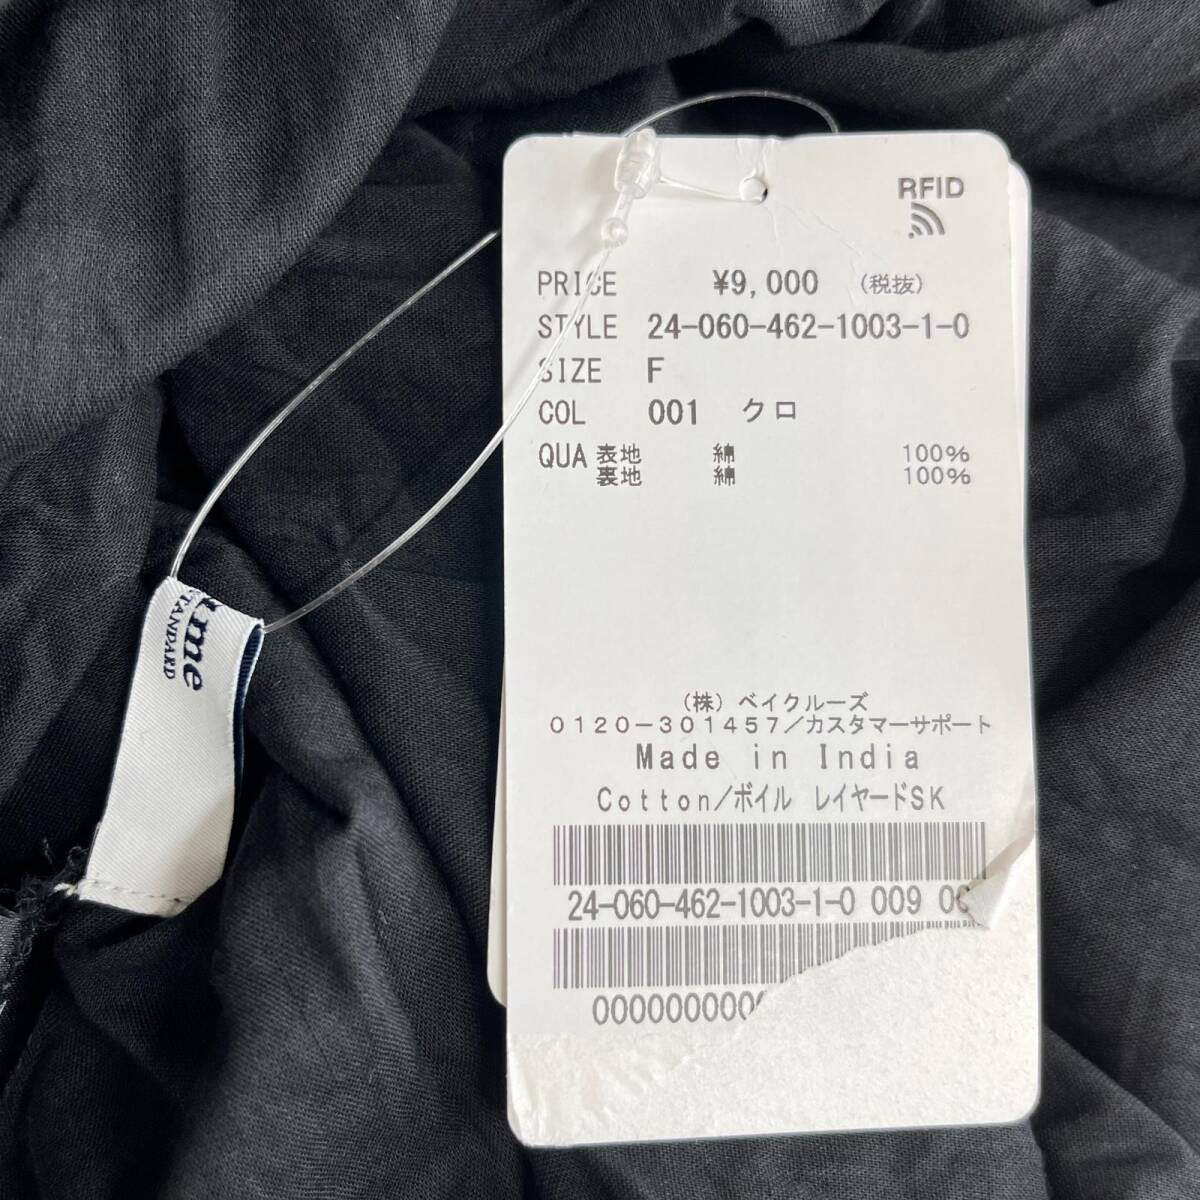 RFID
PRICE ¥9,000 (税抜)
STYLE 24-060-462-1003-1-0
SIZE F
COL 001 クロ
QUA 表地 綿 100%
裏地 綿 100%
(株)ベイクルーズ
0120-301457/カスタマーサポート
Made in India
Cotton/ボイル レイヤードSK
24-060-462-1003-1-0 009
me
STANDARD